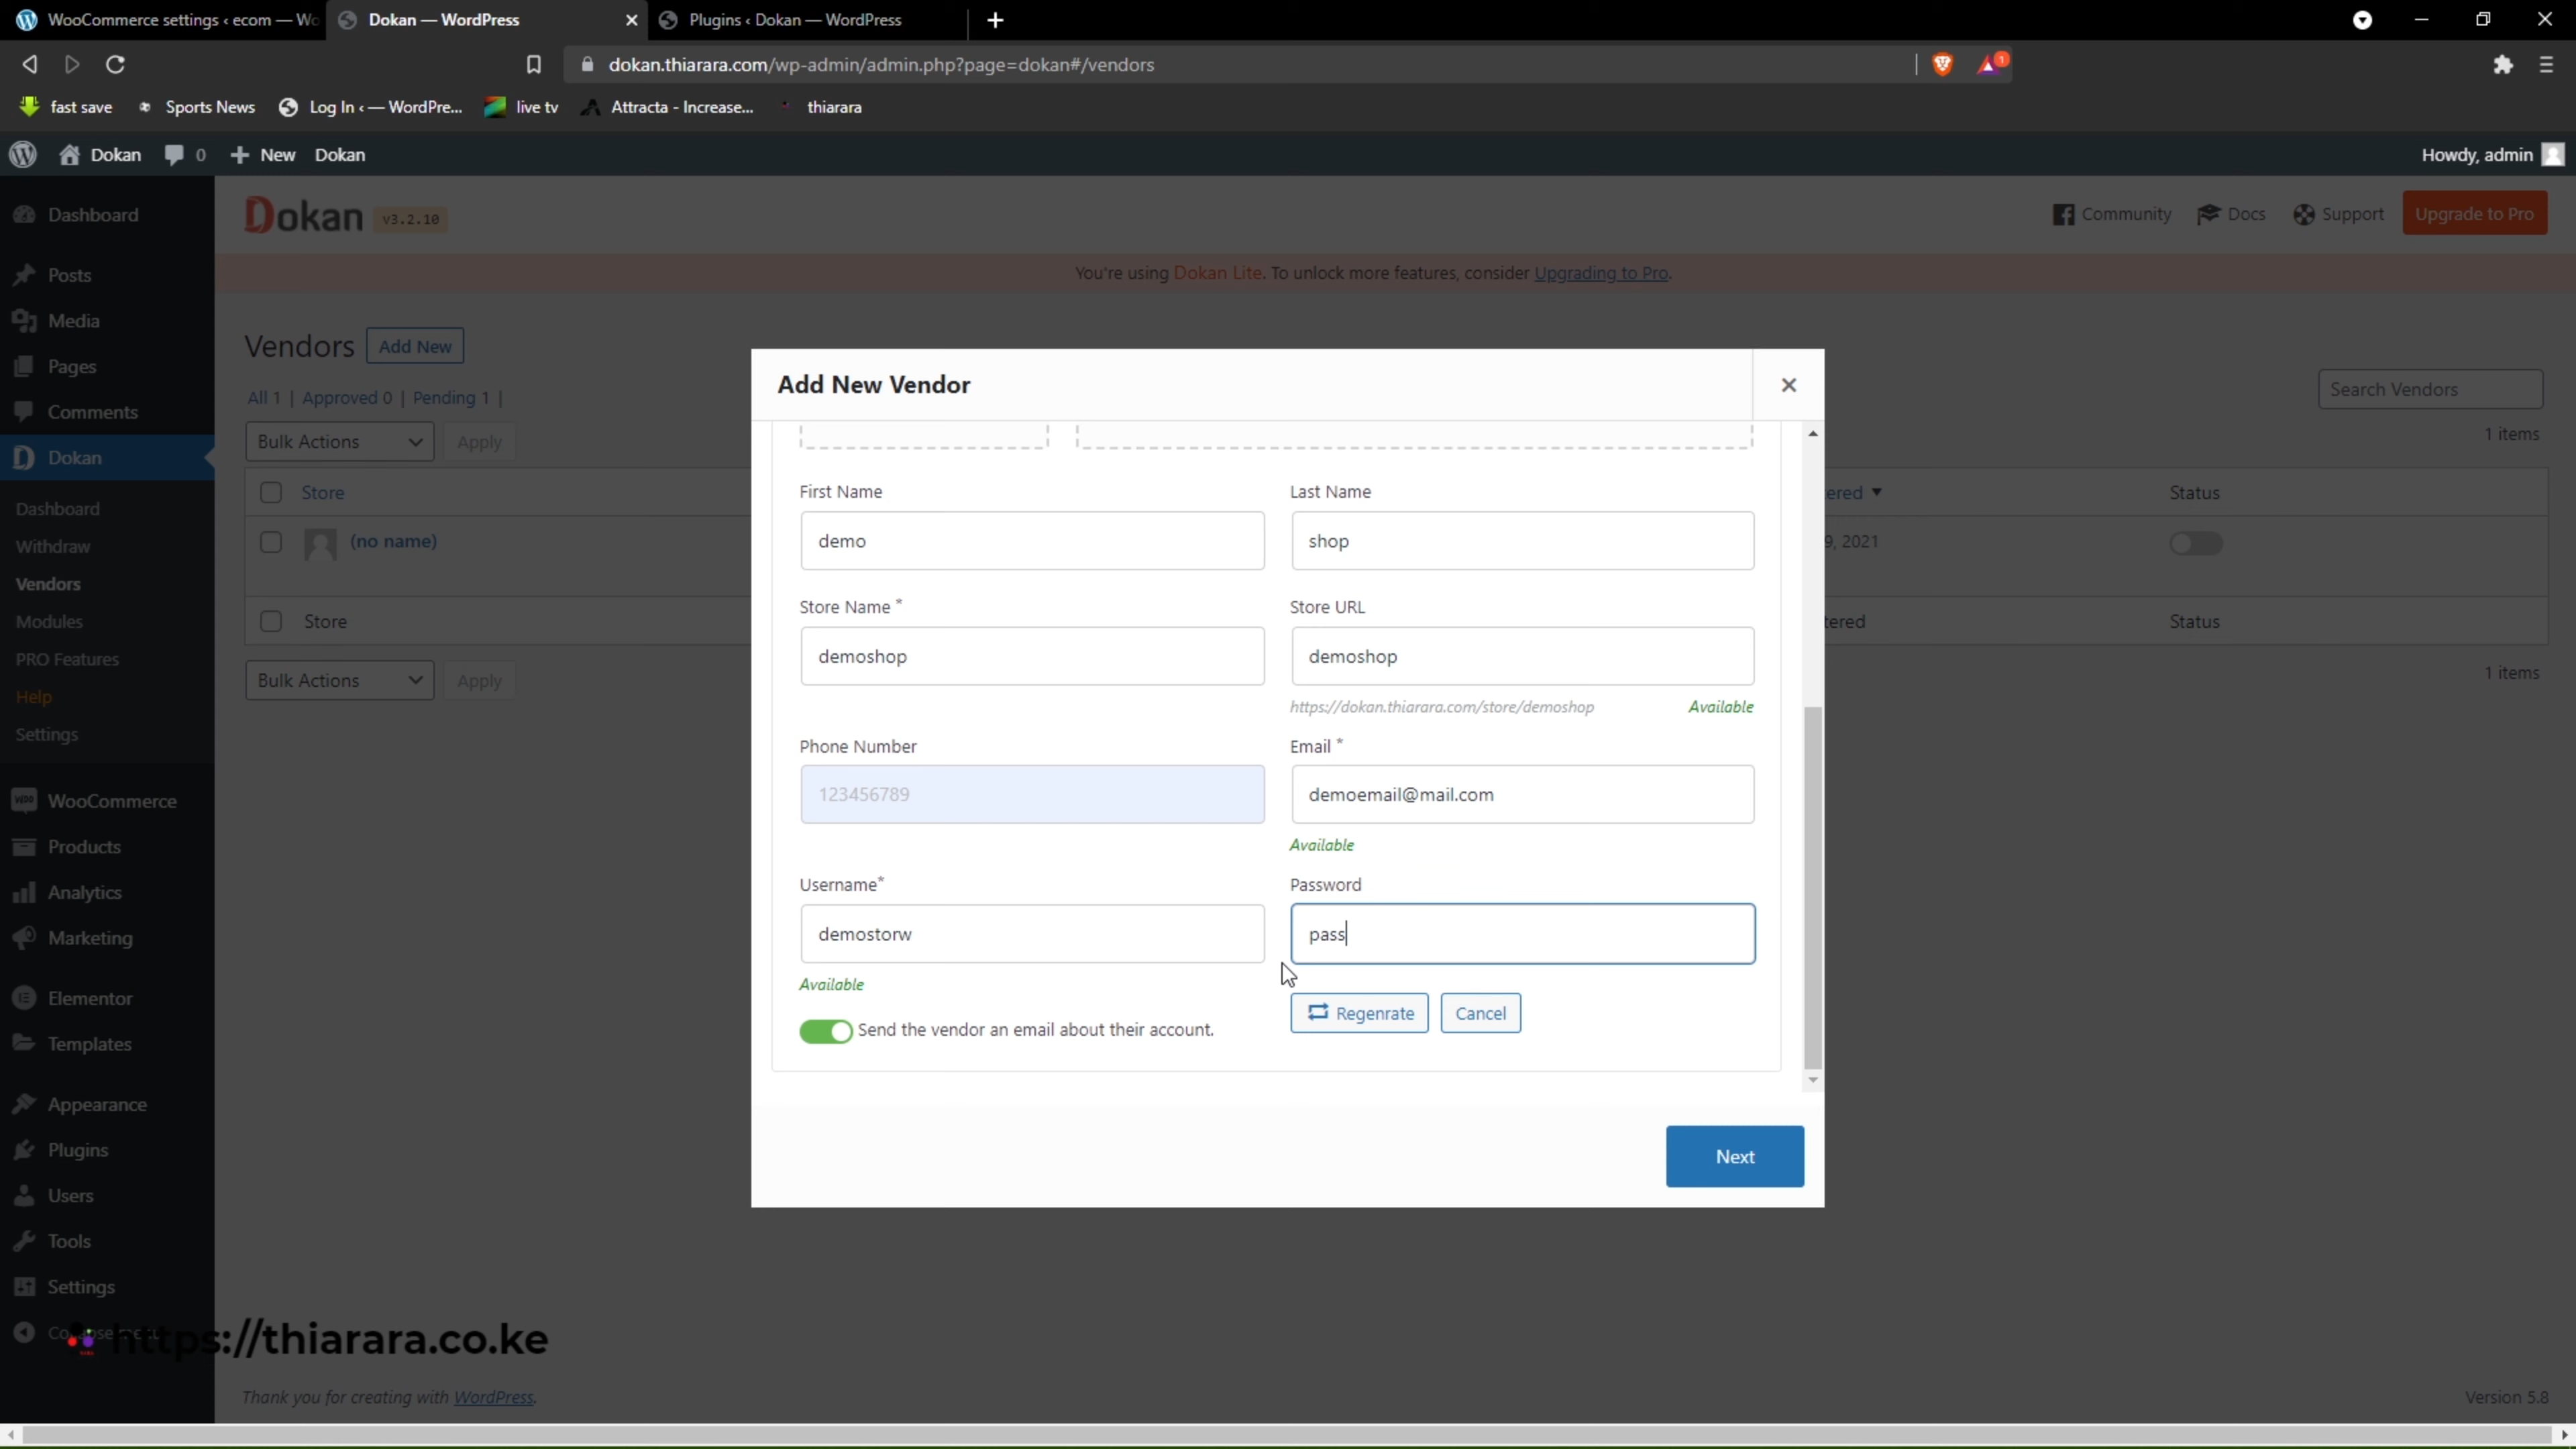 WooCommerce settings ‹ ecom — Wo
Dokan — WordPress
Plugins ‹ Dokan — WordPress
dokan.thiarara.com/wp-admin/admin.php?page=dokan#/vendors
1
fast save
Sports News
Log In ‹ — WordPre...
live tv
Attracta - Increase...
thiarara
Dokan
0
New
Dokan
Howdy, admin
Dashboard
Posts
Media
Pages
Comments
Dokan
Dashboard
Withdraw
Vendors
Modules
PRO Features
Help
Settings
WooCommerce
Products
Analytics
Marketing
Elementor
Templates
Appearance
Plugins
Users
Tools
Settings
Dokan v3.2.10
Community
Docs
Support
Upgrade to Pro
You're using Dokan Lite. To unlock more features, consider Upgrading to Pro.
Vendors
Add New
All 1 | Approved 0 | Pending 1 |
Search Vendors
Bulk Actions
Apply
1 items
Store
ered
Status
(no name)
9, 2021
Store
tered
Status
Bulk Actions
Apply
1 items
Add New Vendor
First Name
Last Name
demo
shop
Store Name *
Store URL
demoshop
demoshop
https://dokan.thiarara.com/store/demoshop
Available
Phone Number
Email *
123456789
demoemail@mail.com
Available
Username*
Password
demostorw
pass
Available
Regenrate
Cancel
Send the vendor an email about their account.
Next
https://thiarara.co.ke
Thank you for creating with WordPress.
Version 5.8